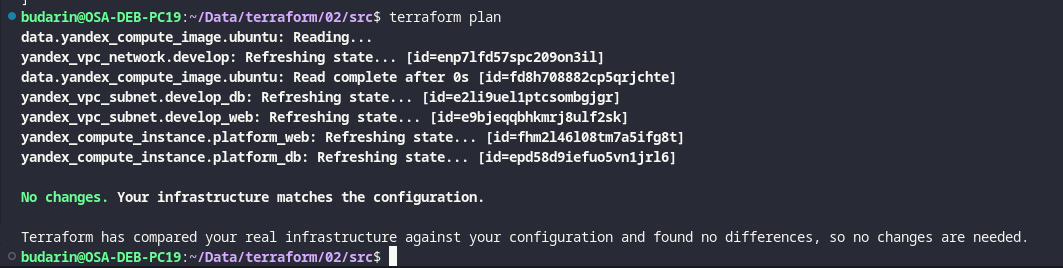 ]
budarin@OSA-DEB-PC19:~/Data/terraform/02/src$ terraform plan
data.yandex_compute_image.ubuntu: Reading...
yandex_vpc_network.develop: Refreshing state... [id=enp7lfd57spc209on3il]
data.yandex_compute_image.ubuntu: Read complete after 0s [id=fd8h708882cp5qrjchte]
yandex_vpc_subnet.develop_db: Refreshing state... [id=e2li9uel1ptcsombgjgr]
yandex_vpc_subnet.develop_web: Refreshing state... [id=e9bjeqqbhkmrj8ulf2sk]
yandex_compute_instance.platform_web: Refreshing state... [id=fhm2l46l08tm7a5ifg8t]
yandex_compute_instance.platform_db: Refreshing state... [id=epd58d9iefuo5vn1jrl6]
No changes. Your infrastructure matches the configuration.
Terraform has compared your real infrastructure against your configuration and found no differences, so no changes are needed.
budarin@OSA-DEB-PC19:~/Data/terraform/02/src$